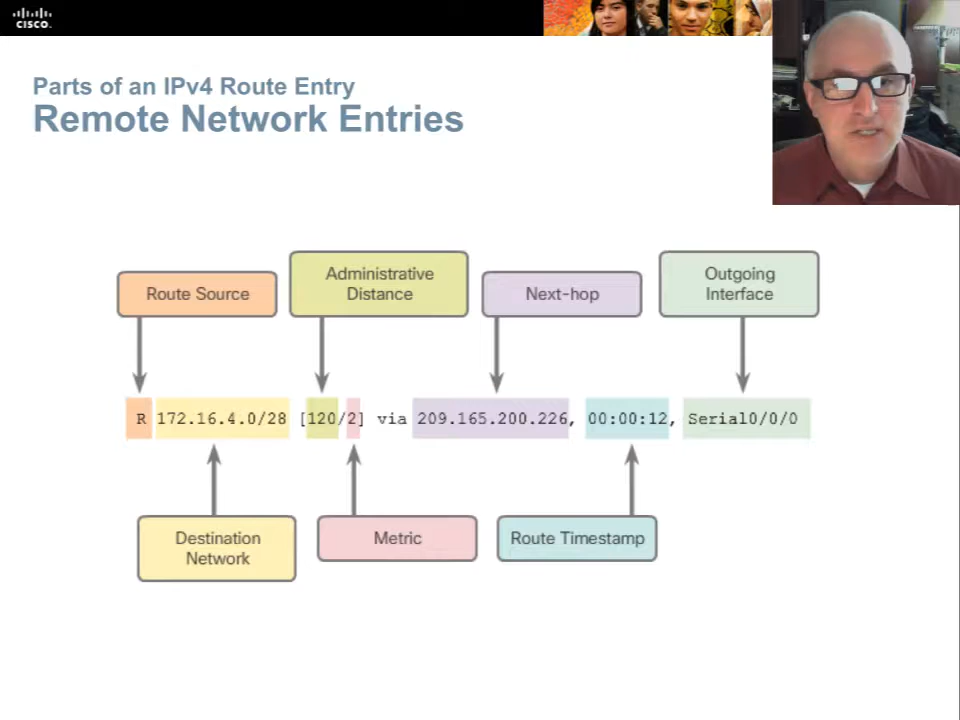 CISCO.
Parts of an IPv4 Route Entry
Remote Network Entries
Route Source
Administrative
Distance
Next-hop
Outgoing
Interface
R 172.16.4.0/28 [120/2] via 209.165.200.226, 00:00:12, Serial0/0/0
Destination
Network
Metric
Route Timestamp